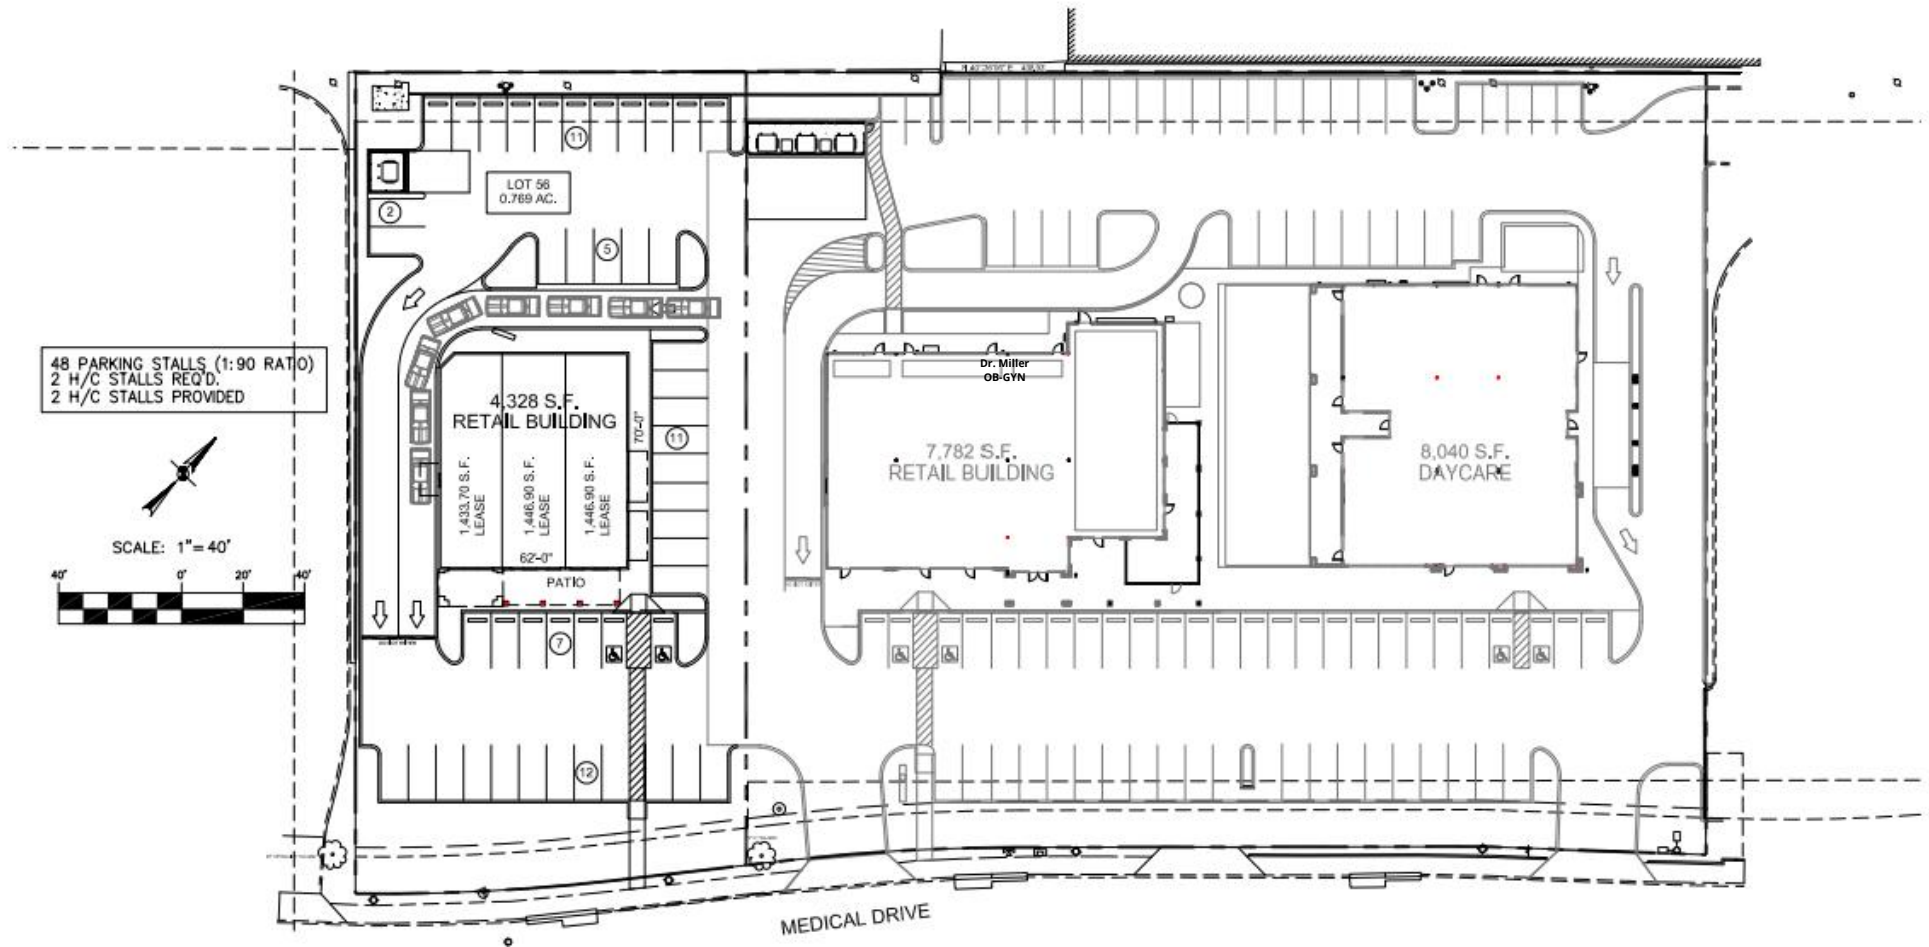 11
LOT 56
0.769 AC.
2
5
48 PARKING STALLS (1:90 RATIO)
2 H/C STALLS REQ'D.
2 H/C STALLS PROVIDED
SCALE: 1"=40'
40' 0' 20' 40'
4,328 S.F.
RETAIL BUILDING
70'-0"
11
1,433.70 S.F.
LEASE
1,446.90 S.F.
LEASE
1,446.90 S.F.
LEASE
62'-0"
PATIO
7
12
Dr. Miller
OB-GYN
7,782 S.F.
RETAIL BUILDING
8,040 S.F.
DAYCARE
MEDICAL DRIVE